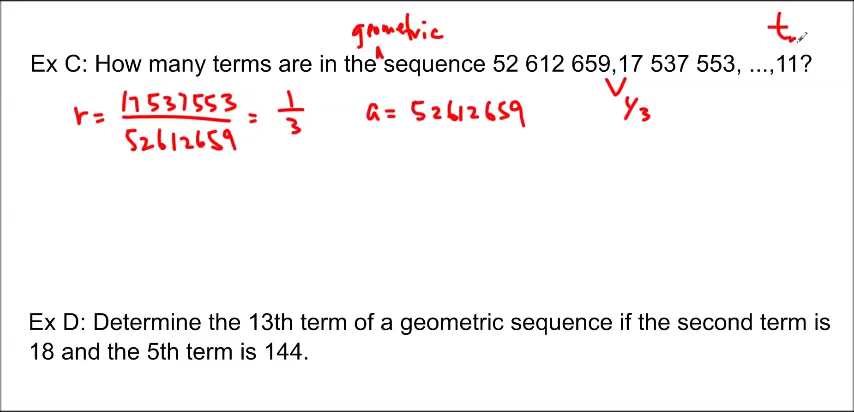 geometric tn
Ex C: How many terms are in the ^ sequence 52 612 659,17 537 553, ...,11?
r = 17537553/52612659 = 1/3 a = 52612659 1/3
Ex D: Determine the 13th term of a geometric sequence if the second term is
18 and the 5th term is 144.